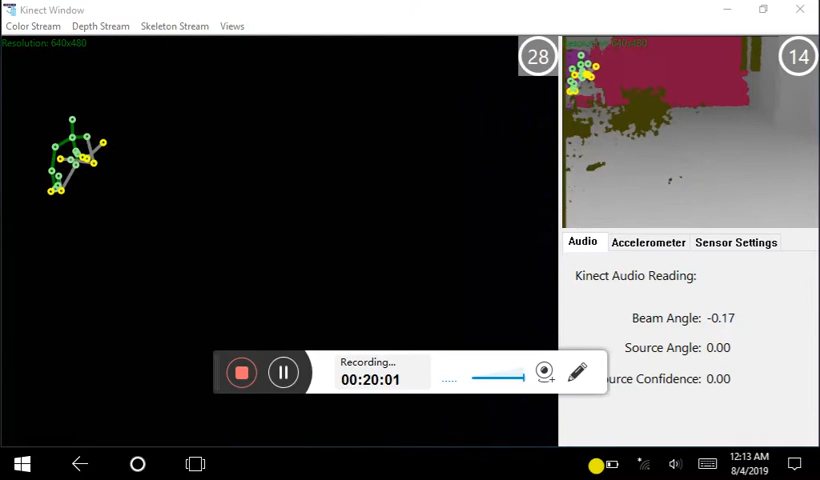 Kinect Window
Color Stream Depth Stream Skeleton Stream Views
Resolution: 640x480
28
640x480
14
Audio Accelerometer Sensor Settings
Kinect Audio Reading:
Beam Angle: -0.17
Source Angle: 0.00
Source Confidence: 0.00
Recording...
00:20:01
12:13 AM
8/4/2019